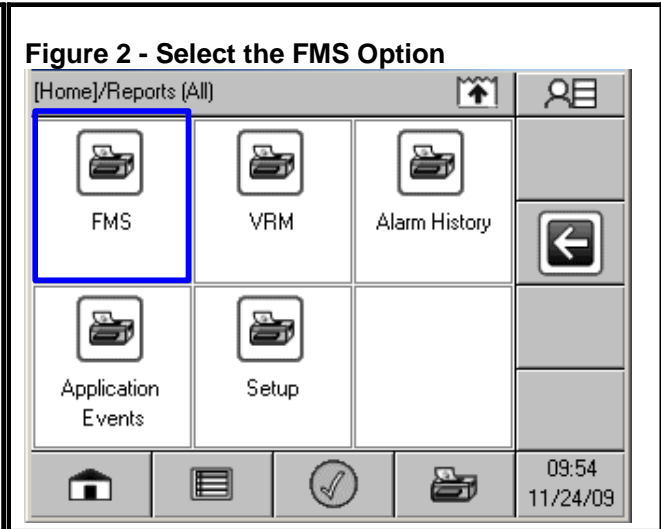 Figure 2 - Select the FMS Option
[Home]/Reports (All)
FMS
VRM
Alarm History
Application
Events
Setup
09:54
11/24/09